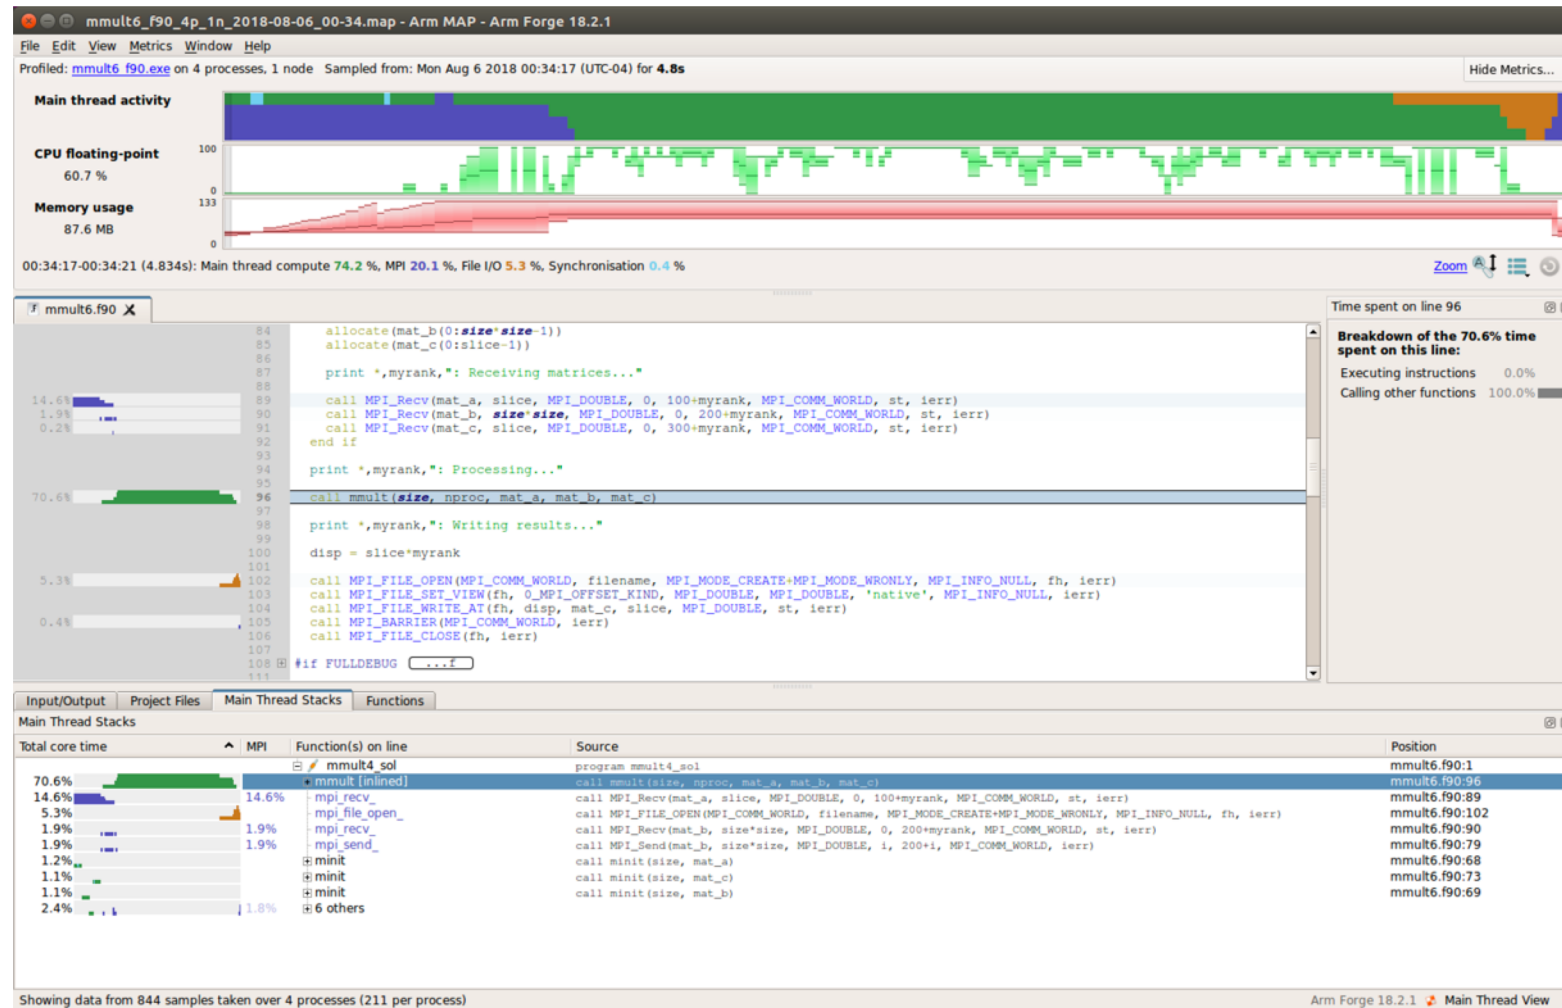 mmult6_f90_4p_1n_2018-08-06_00-34.map - Arm MAP - Arm Forge 18.2.1
File Edit View Metrics Window Help
Profiled: mmult6_f90.exe on 4 processes, 1 node Sampled from: Mon Aug 6 2018 00:34:17 (UTC-04) for 4.8s Hide Metrics...
Main thread activity
CPU floating-point 100
60.7 %
0
Memory usage 133
87.6 MB
0
00:34:17-00:34:21 (4.834s): Main thread compute 74.2 %, MPI 20.1 %, File I/O 5.3 %, Synchronisation 0.4 % Zoom
mmult6.f90 Time spent on line 96
84 allocate(mat_b(0:size*size-1))
85 allocate(mat_c(0:slice-1))
86
87 print *,myrank,": Receiving matrices..."
88
14.6% 89 call MPI_Recv(mat_a, slice, MPI_DOUBLE, 0, 100+myrank, MPI_COMM_WORLD, st, ierr)
1.9% 90 call MPI_Recv(mat_b, size*size, MPI_DOUBLE, 0, 200+myrank, MPI_COMM_WORLD, st, ierr)
0.2% 91 call MPI_Recv(mat_c, slice, MPI_DOUBLE, 0, 300+myrank, MPI_COMM_WORLD, st, ierr)
92 end if
93
94 print *,myrank,": Processing..."
95
70.6% 96 call mmult(size, nproc, mat_a, mat_b, mat_c)
97
98 print *,myrank,": Writing results..."
99
100 disp = slice*myrank
101
5.3% 102 call MPI_FILE_OPEN(MPI_COMM_WORLD, filename, MPI_MODE_CREATE+MPI_MODE_WRONLY, MPI_INFO_NULL, fh, ierr)
103 call MPI_FILE_SET_VIEW(fh, 0_MPI_OFFSET_KIND, MPI_DOUBLE, MPI_DOUBLE, 'native', MPI_INFO_NULL, ierr)
104 call MPI_FILE_WRITE_AT(fh, disp, mat_c, slice, MPI_DOUBLE, st, ierr)
0.4% 105 call MPI_BARRIER(MPI_COMM_WORLD, ierr)
106 call MPI_FILE_CLOSE(fh, ierr)
107
108 #if FULLDEBUG ...f
111
Breakdown of the 70.6% time
spent on this line:
Executing instructions 0.0%
Calling other functions 100.0%
Input/Output Project Files Main Thread Stacks Functions
Main Thread Stacks
Total core time MPI Function(s) on line Source Position
mmult4_sol program mmult4_sol mmult6.f90:1
70.6% mmult [inlined] call mmult(size, nproc, mat_a, mat_b, mat_c) mmult6.f90:96
14.6% 14.6% mpi_recv_ call MPI_Recv(mat_a, slice, MPI_DOUBLE, 0, 100+myrank, MPI_COMM_WORLD, st, ierr) mmult6.f90:89
5.3% mpi_file_open_ call MPI_FILE_OPEN(MPI_COMM_WORLD, filename, MPI_MODE_CREATE+MPI_MODE_WRONLY, MPI_INFO_NULL, fh, ierr) mmult6.f90:102
1.9% 1.9% mpi_recv_ call MPI_Recv(mat_b, size*size, MPI_DOUBLE, 0, 200+myrank, MPI_COMM_WORLD, st, ierr) mmult6.f90:90
1.9% 1.9% mpi_send_ call MPI_Send(mat_b, size*size, MPI_DOUBLE, i, 200+i, MPI_COMM_WORLD, ierr) mmult6.f90:79
1.2% minit call minit(size, mat_a) mmult6.f90:68
1.1% minit call minit(size, mat_c) mmult6.f90:73
1.1% minit call minit(size, mat_b) mmult6.f90:69
2.4% 1.8% 6 others
Showing data from 844 samples taken over 4 processes (211 per process) Arm Forge 18.2.1 Main Thread View